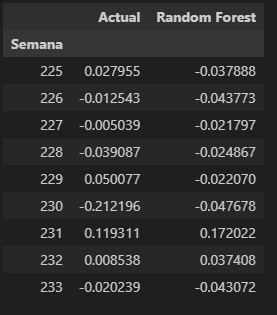 Actual Random Forest
Semana
225 0.027955 -0.037888
226 -0.012543 -0.043773
227 -0.005039 -0.021797
228 -0.039087 -0.024867
229 0.050077 -0.022070
230 -0.212196 -0.047678
231 0.119311 0.172022
232 0.008538 0.037408
233 -0.020239 -0.043072